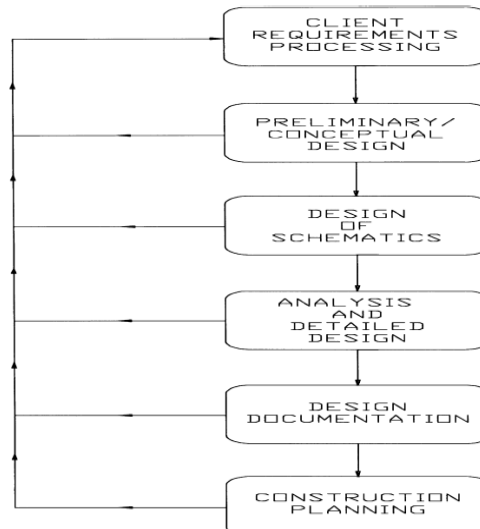 CLIENT
REQUIREMENTS
PROCESSING
PRELIMINARY/
CONCEPTUAL
DESIGN
DESIGN
OF
SCHEMATICS
ANALYSIS
AND
DETAILED
DESIGN
DESIGN
DOCUMENTATION
CONSTRUCTION
PLANNING